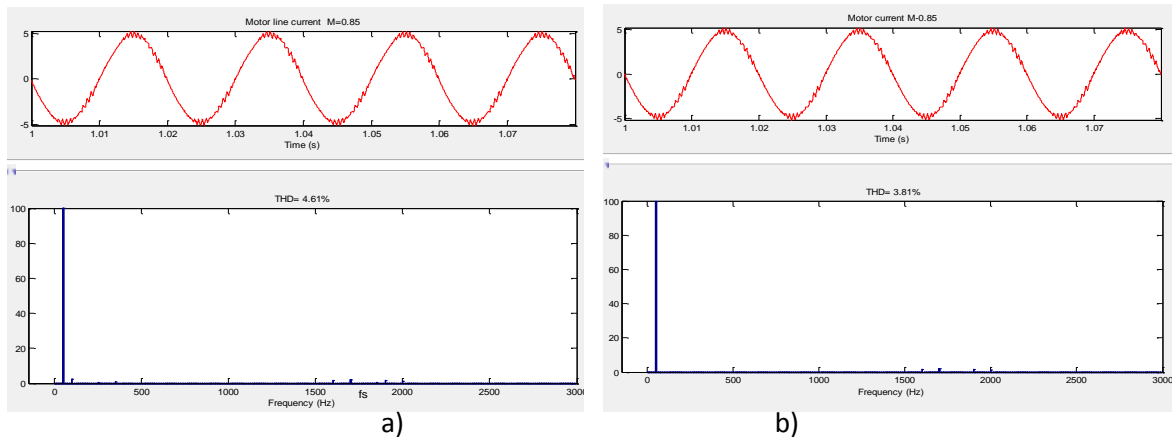 Motor line current M=0.85
5
0
-5
1 1.01 1.02 1.03 1.04 1.05 1.06 1.07
Time (s)
THD= 4.61%
100
80
60
40
20
0
0 500 1000 1500 2000 2500 3000
fs
Frequency (Hz)
a)
Motor current M-0.85
5
0
-5
1 1.01 1.02 1.03 1.04 1.05 1.06 1.07
Time (s)
THD= 3.81%
100
80
60
40
20
0
0 500 1000 1500 2000 2500 3000
Frequency (Hz)
b)